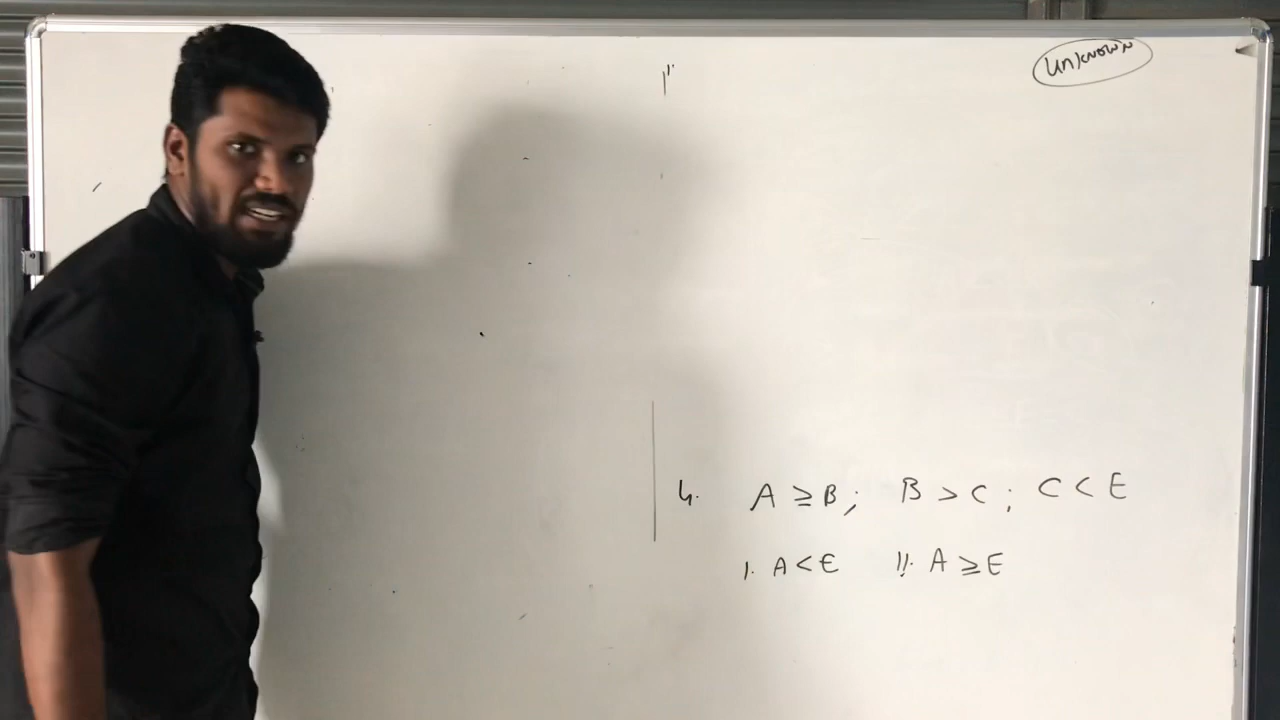 unknown
4. A ≥ B; B > C; C < E
I. A < E II. A ≥ E